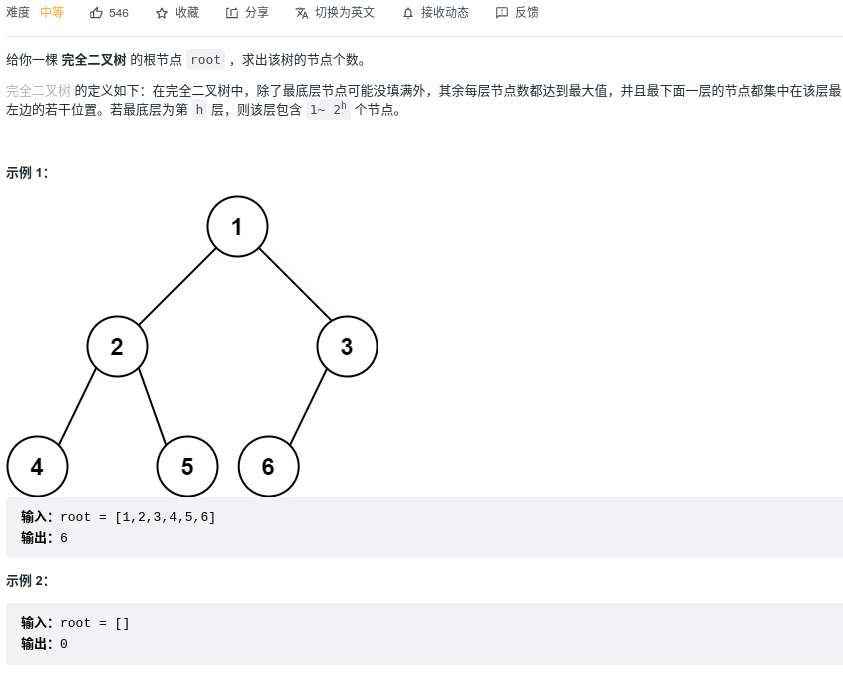 难度 中等 546 收藏 分享 切换为英文 接收动态 反馈
给你一棵 完全二叉树 的根节点 root ，求出该树的节点个数。
完全二叉树 的定义如下：在完全二叉树中，除了最底层节点可能没填满外，其余每层节点数都达到最大值，并且最下面一层的节点都集中在该层最
左边的若干位置。若最底层为第 h 层，则该层包含 1~ 2^h 个节点。
示例 1：
1
2 3
4 5 6
输入：root = [1,2,3,4,5,6]
输出：6
示例 2：
输入：root = []
输出：0